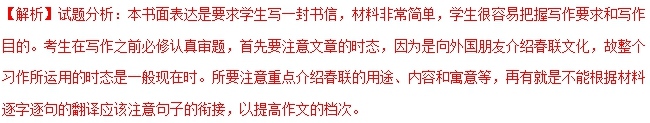 【解析】试题分析：本书面表达是要求学生写一封书信，材料非常简单，学生很容易把握写作要求和写作
目的。考生在写作之前必修认真审题，首先要注意文章的时态，因为是向外国朋友介绍春联文化，故整个
习作所运用的时态是一般现在时。所要注意重点介绍春联的用途、内容和寓意等，再有就是不能根据材料
逐字逐句的翻译应该注意句子的衔接，以提高作文的档次。